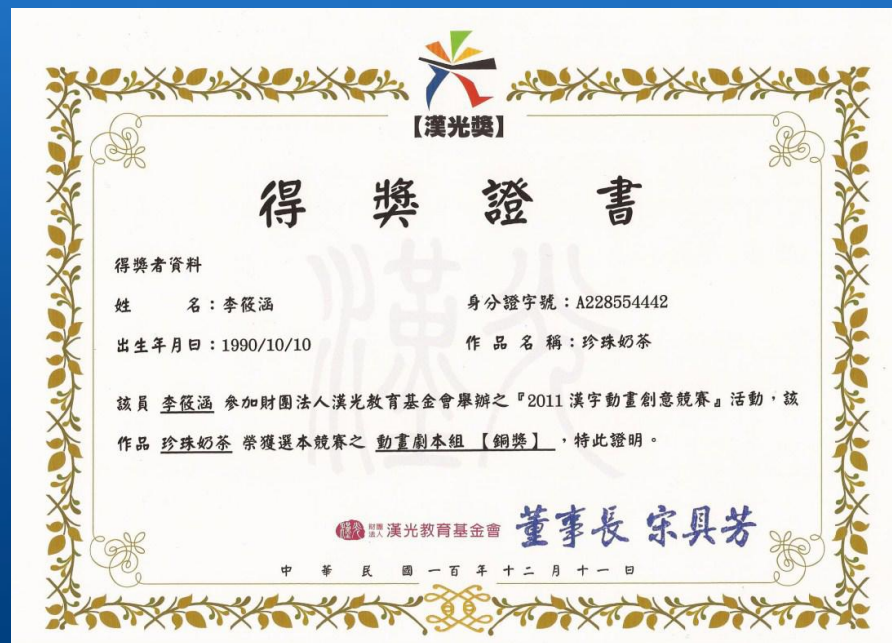 【漢光獎】
得獎證書
得獎者資料
姓　　名：李筱涵　身分證字號：A228554442
出生年月日：1990/10/10　作品名稱：珍珠奶茶
該員 李筱涵 參加財團法人漢光教育基金會舉辦之『2011 漢字動畫創意競賽』活動，該
作品 珍珠奶茶 榮獲選本競賽之 動畫劇本組 【銅獎】 ，特此證明。
漢光 財團法人 漢光教育基金會 董事長 宋具芳
中華民國一百年十二月十一日